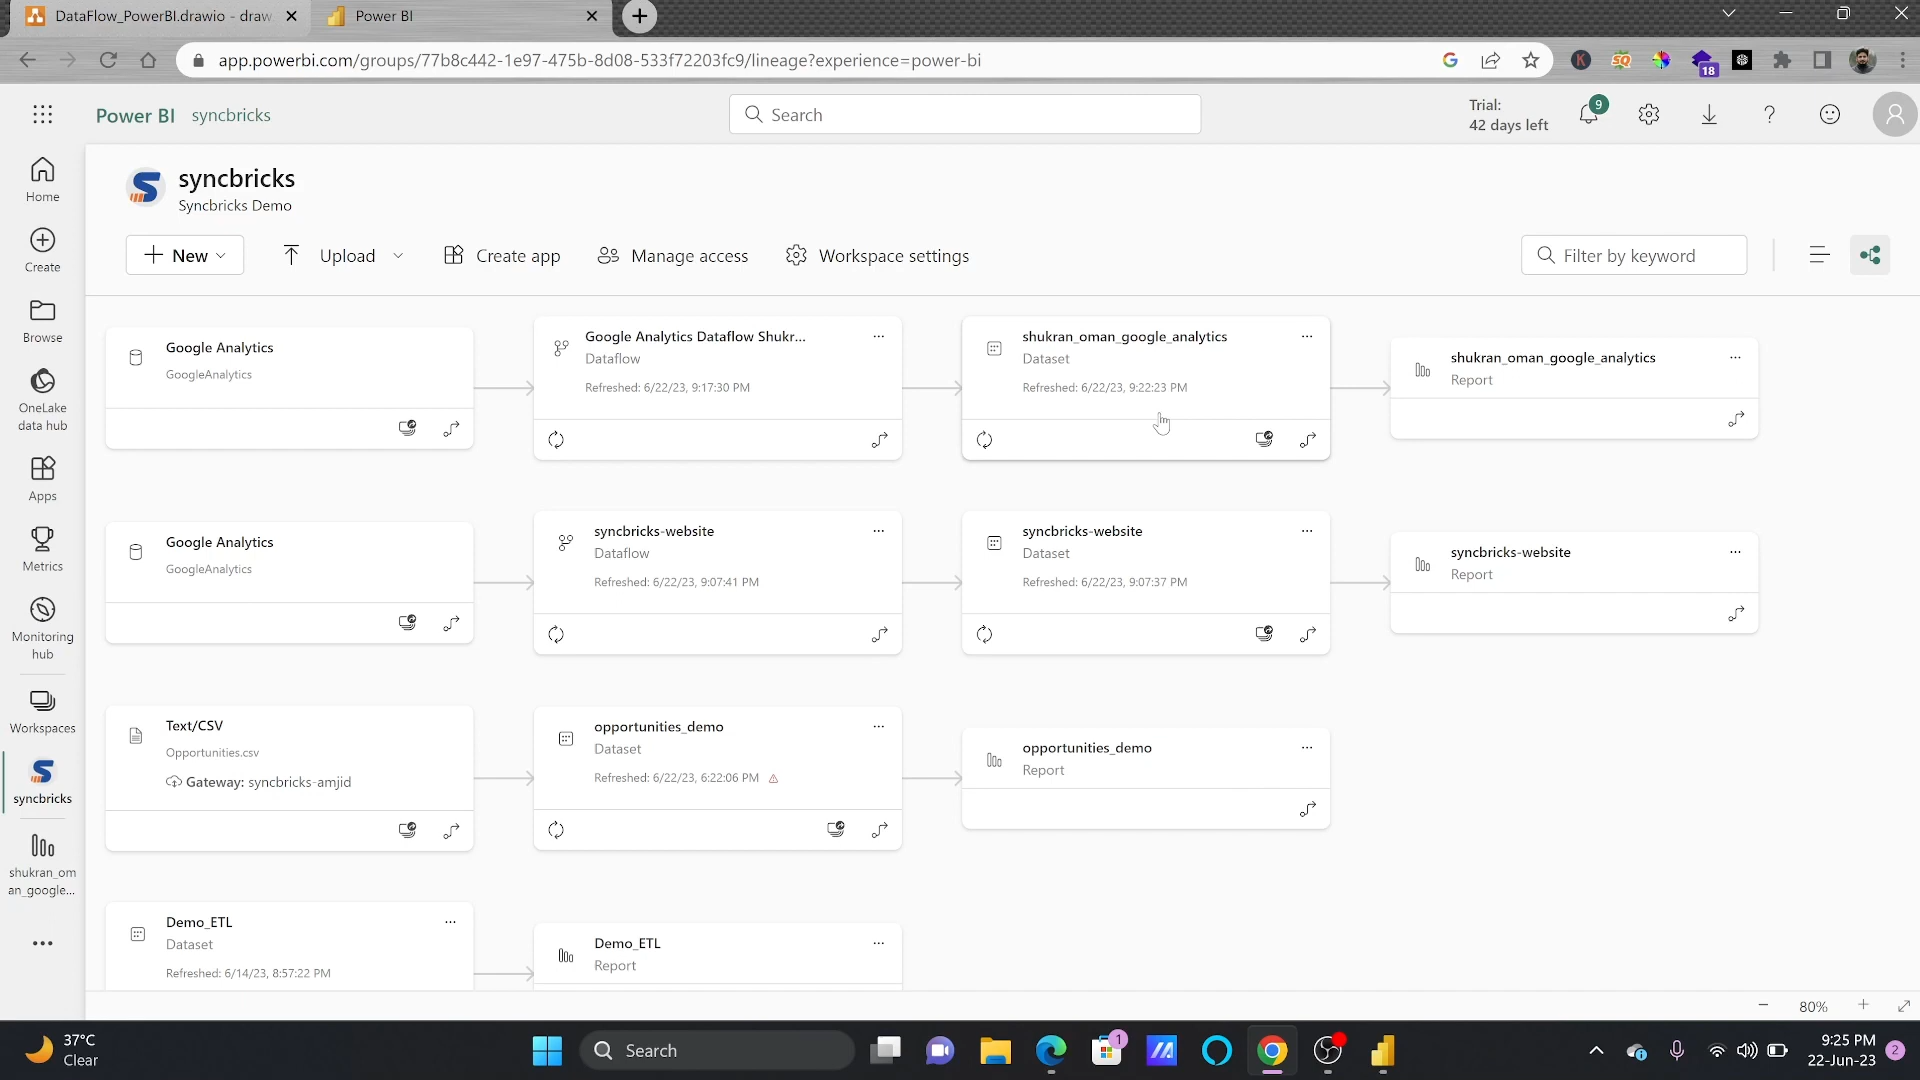 DataFlow_PowerBI.drawio - draw
Power BI
app.powerbi.com/groups/77b8c442-1e97-475b-8d08-533f72203fc9/lineage?experience=power-bi
18
Power BI syncbricks
Search
Trial:
42 days left
9
Home
Create
Browse
OneLake
data hub
Apps
Metrics
Monitoring
hub
Workspaces
syncbricks
shukran_om
an_google...
syncbricks
Syncbricks Demo
New
Upload
Create app
Manage access
Workspace settings
Filter by keyword
Google Analytics
GoogleAnalytics
Google Analytics Dataflow Shukr...
Dataflow
Refreshed: 6/22/23, 9:17:30 PM
shukran_oman_google_analytics
Dataset
Refreshed: 6/22/23, 9:22:23 PM
shukran_oman_google_analytics
Report
Google Analytics
GoogleAnalytics
syncbricks-website
Dataflow
Refreshed: 6/22/23, 9:07:41 PM
syncbricks-website
Dataset
Refreshed: 6/22/23, 9:07:37 PM
syncbricks-website
Report
Text/CSV
Opportunities.csv
Gateway: syncbricks-amjid
opportunities_demo
Dataset
Refreshed: 6/22/23, 6:22:06 PM
opportunities_demo
Report
Demo_ETL
Dataset
Refreshed: 6/14/23, 8:57:22 PM
Demo_ETL
Report
80%
37°C
Clear
Search
1
9:25 PM
22-Jun-23
2